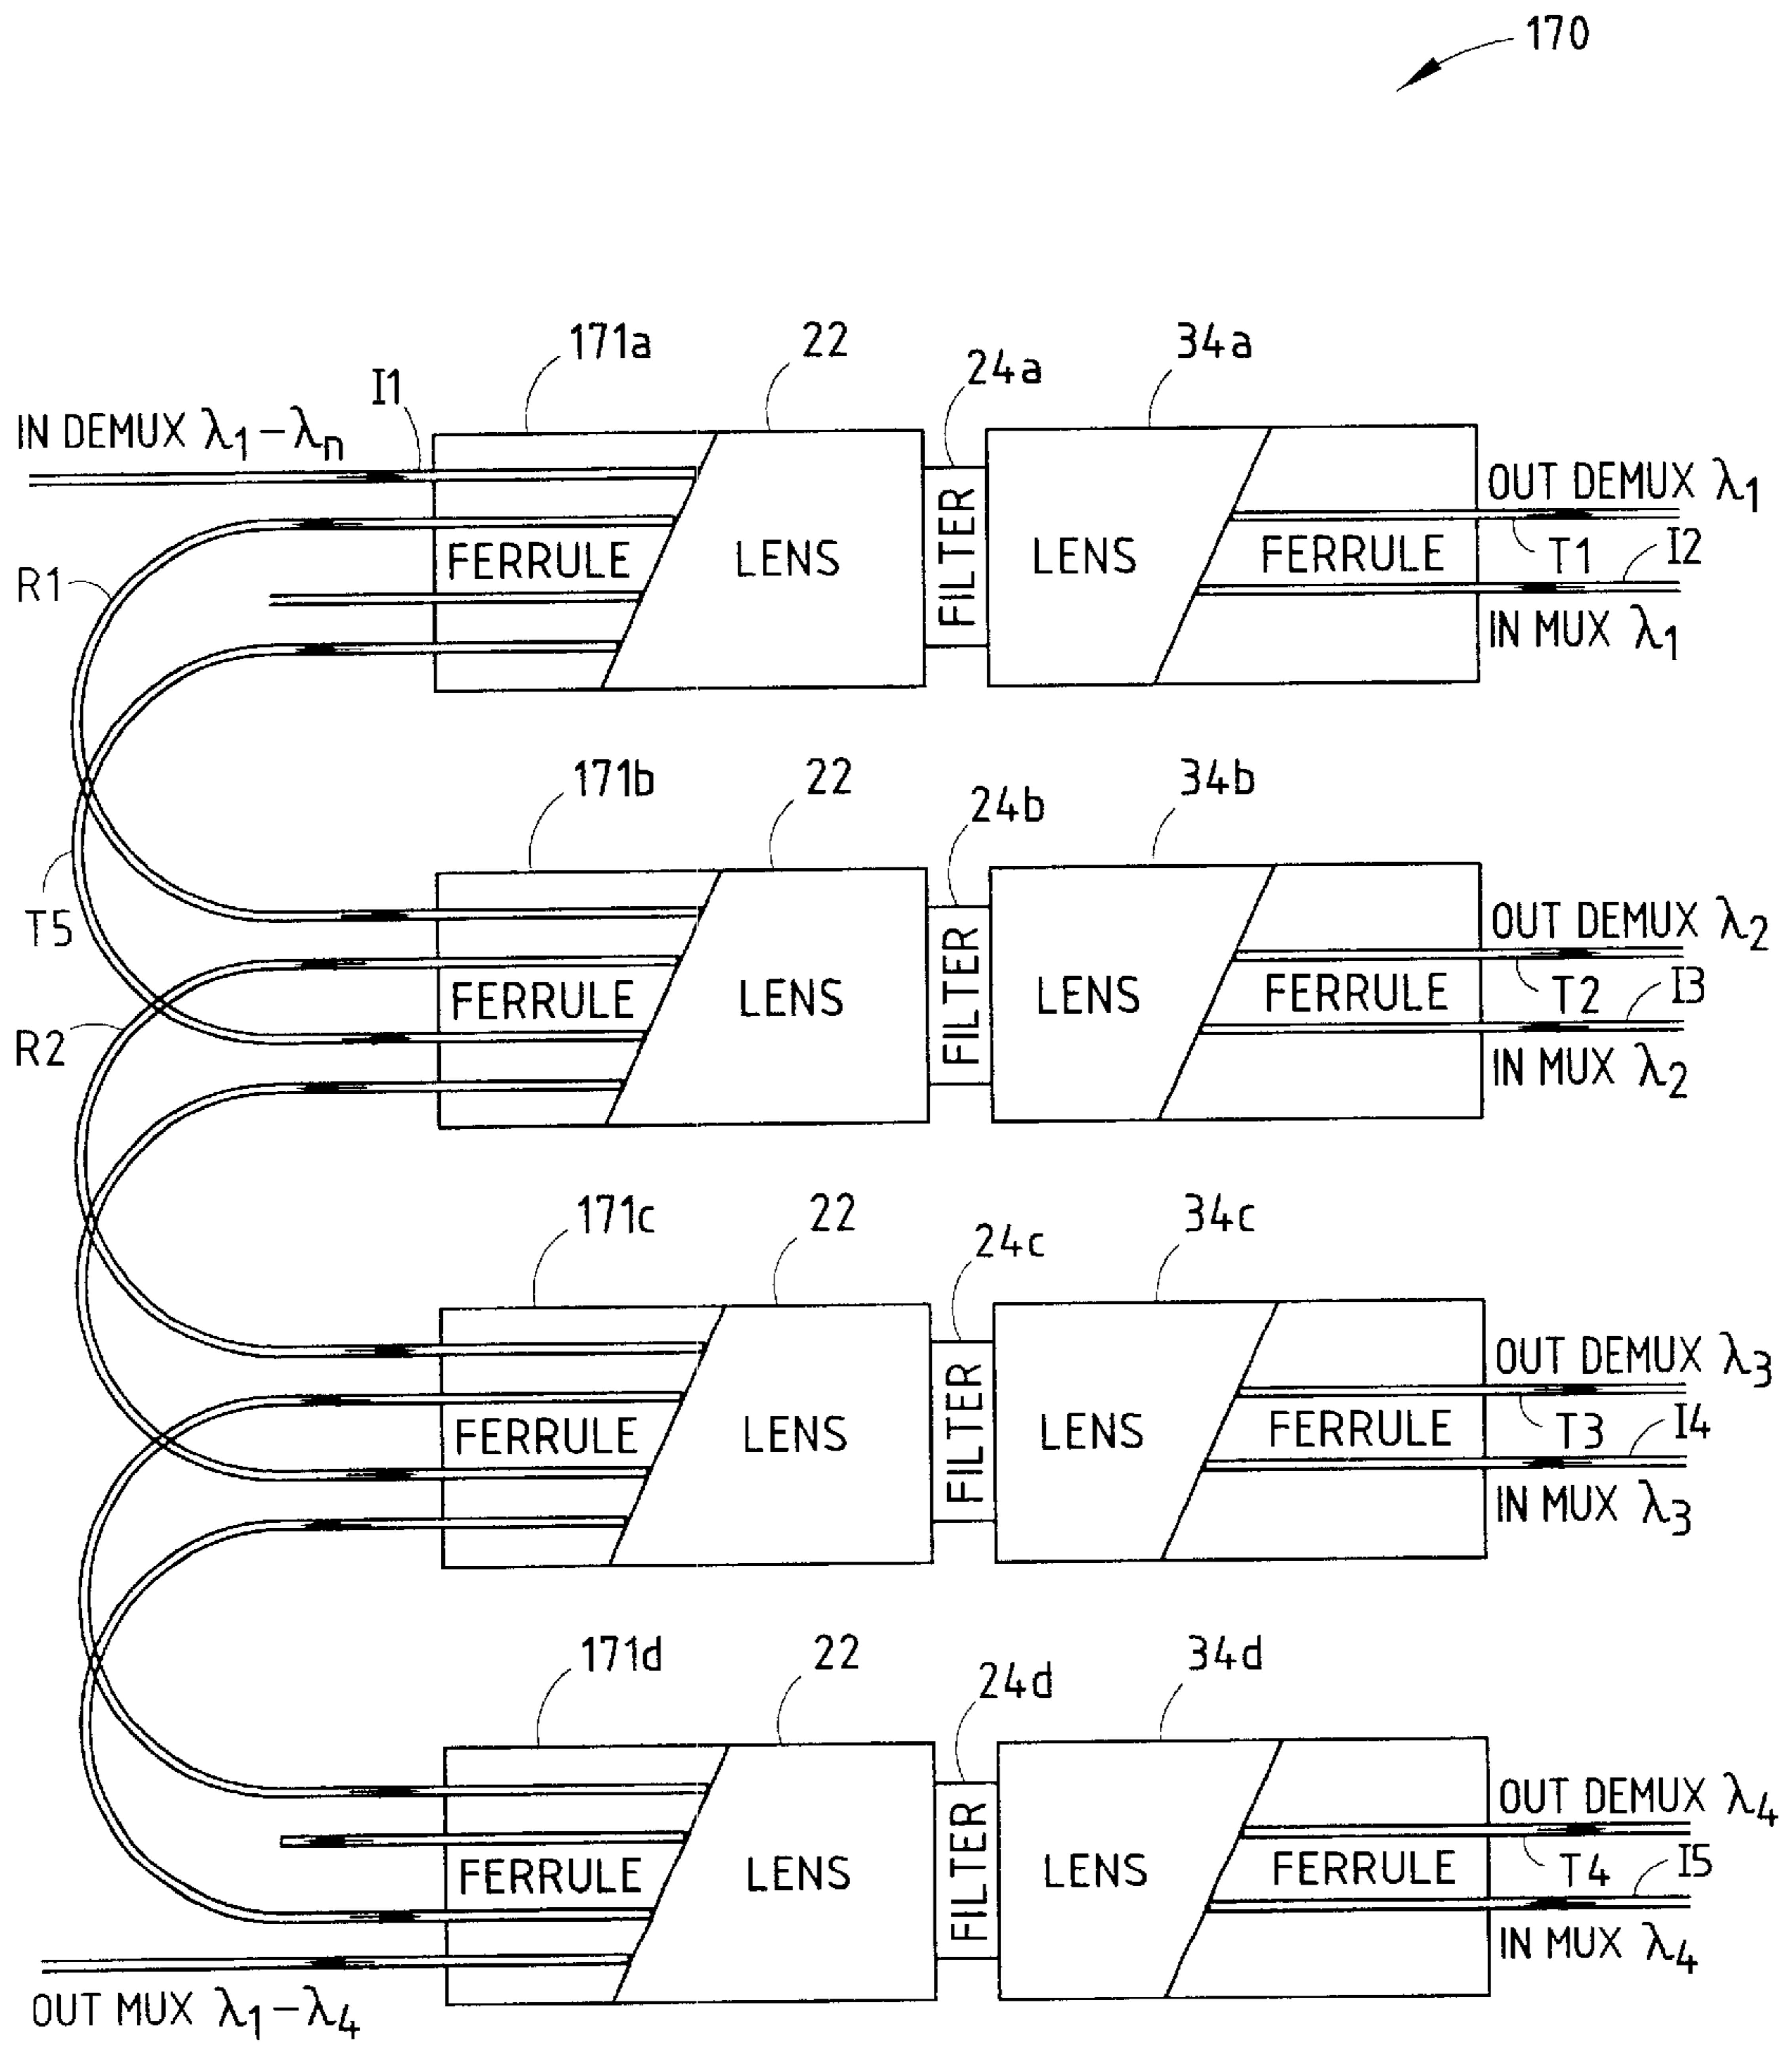 170
171a 22 24a 34a
I1
IN DEMUX λ1–λn
OUT DEMUX λ1
FERRULE LENS FILTER LENS FERRULE
T1 I2
R1
IN MUX λ1
171b 22 24b 34b
T5
OUT DEMUX λ2
FERRULE LENS FILTER LENS FERRULE
T2 I3
R2
IN MUX λ2
171c 22 24c 34c
OUT DEMUX λ3
FERRULE LENS FILTER LENS FERRULE
T3 I4
IN MUX λ3
171d 22 24d 34d
OUT DEMUX λ4
FERRULE LENS FILTER LENS FERRULE
T4 I5
IN MUX λ4
OUT MUX λ1–λ4